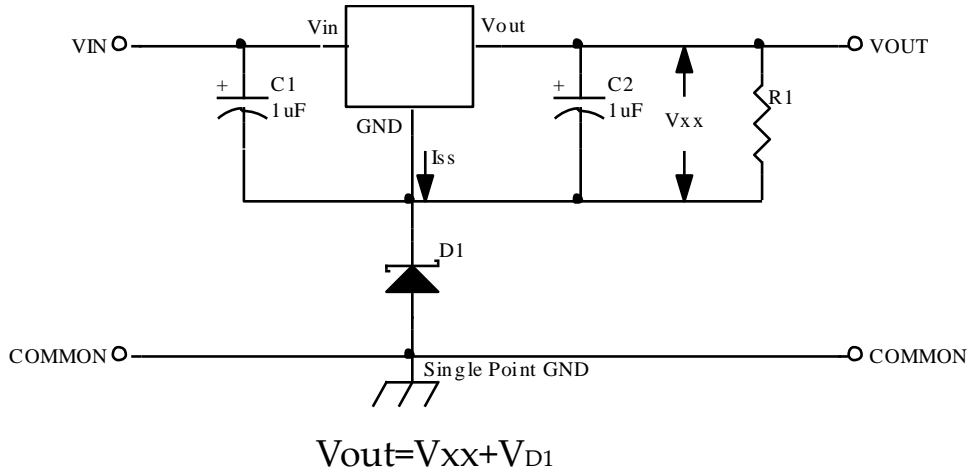 Vin
Vout
VIN
VOUT
+
C1
1uF
+
C2
1uF
R1
Vxx
GND
Iss
D1
COMMON
COMMON
Single Point GND
Vout=Vxx+VD1